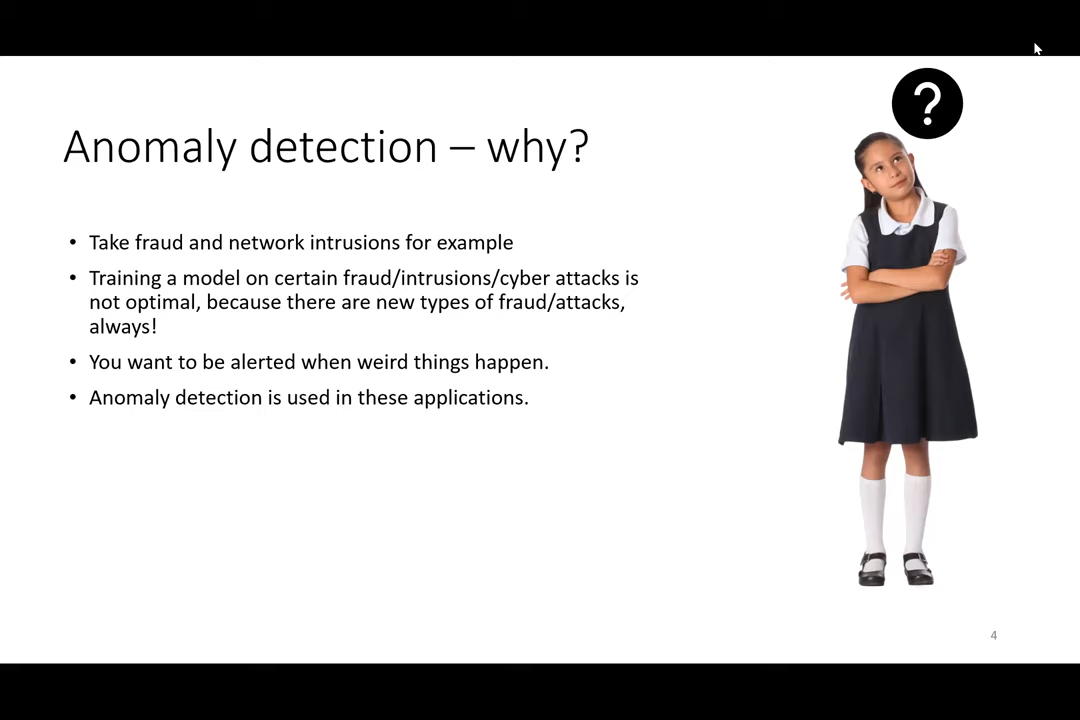 ?
Anomaly detection – why?
• Take fraud and network intrusions for example
• Training a model on certain fraud/intrusions/cyber attacks is
not optimal, because there are new types of fraud/attacks,
always!
• You want to be alerted when weird things happen.
• Anomaly detection is used in these applications.
4